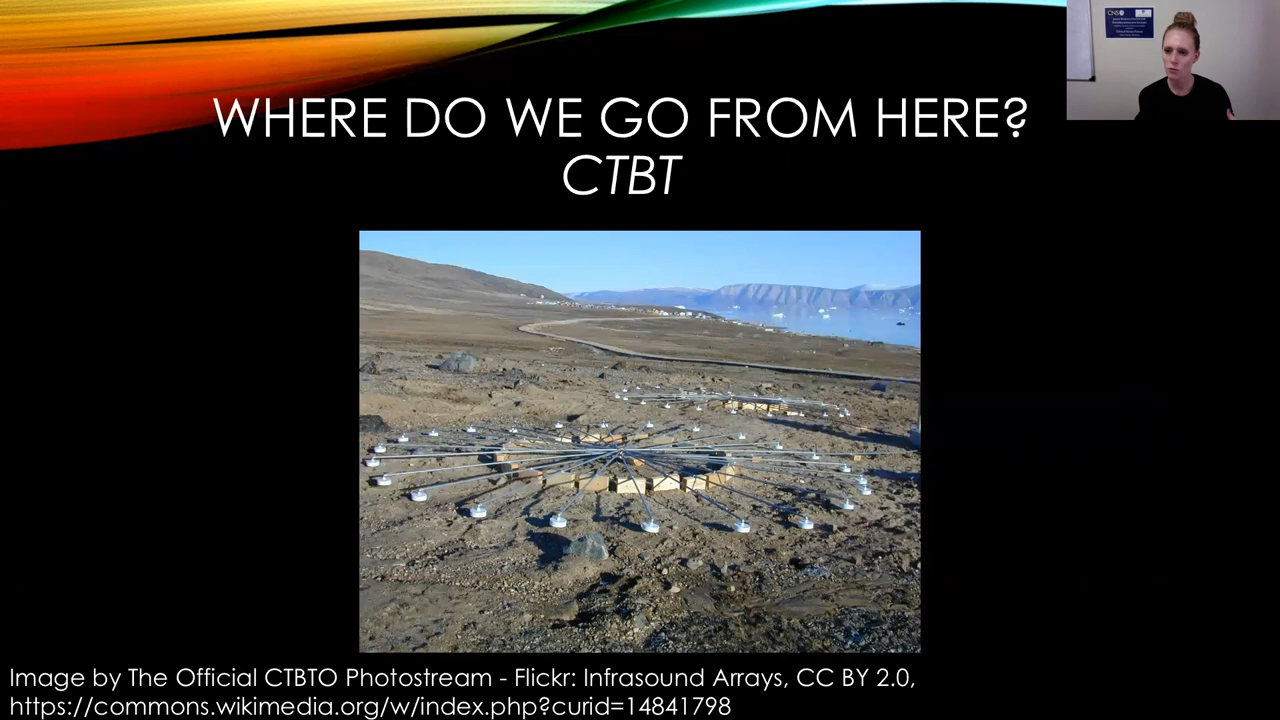 WHERE DO WE GO FROM HERE?
CTBT
CNS
Image by The Official CTBTO Photostream - Flickr: Infrasound Arrays, CC BY 2.0,
https://commons.wikimedia.org/w/index.php?curid=14841798